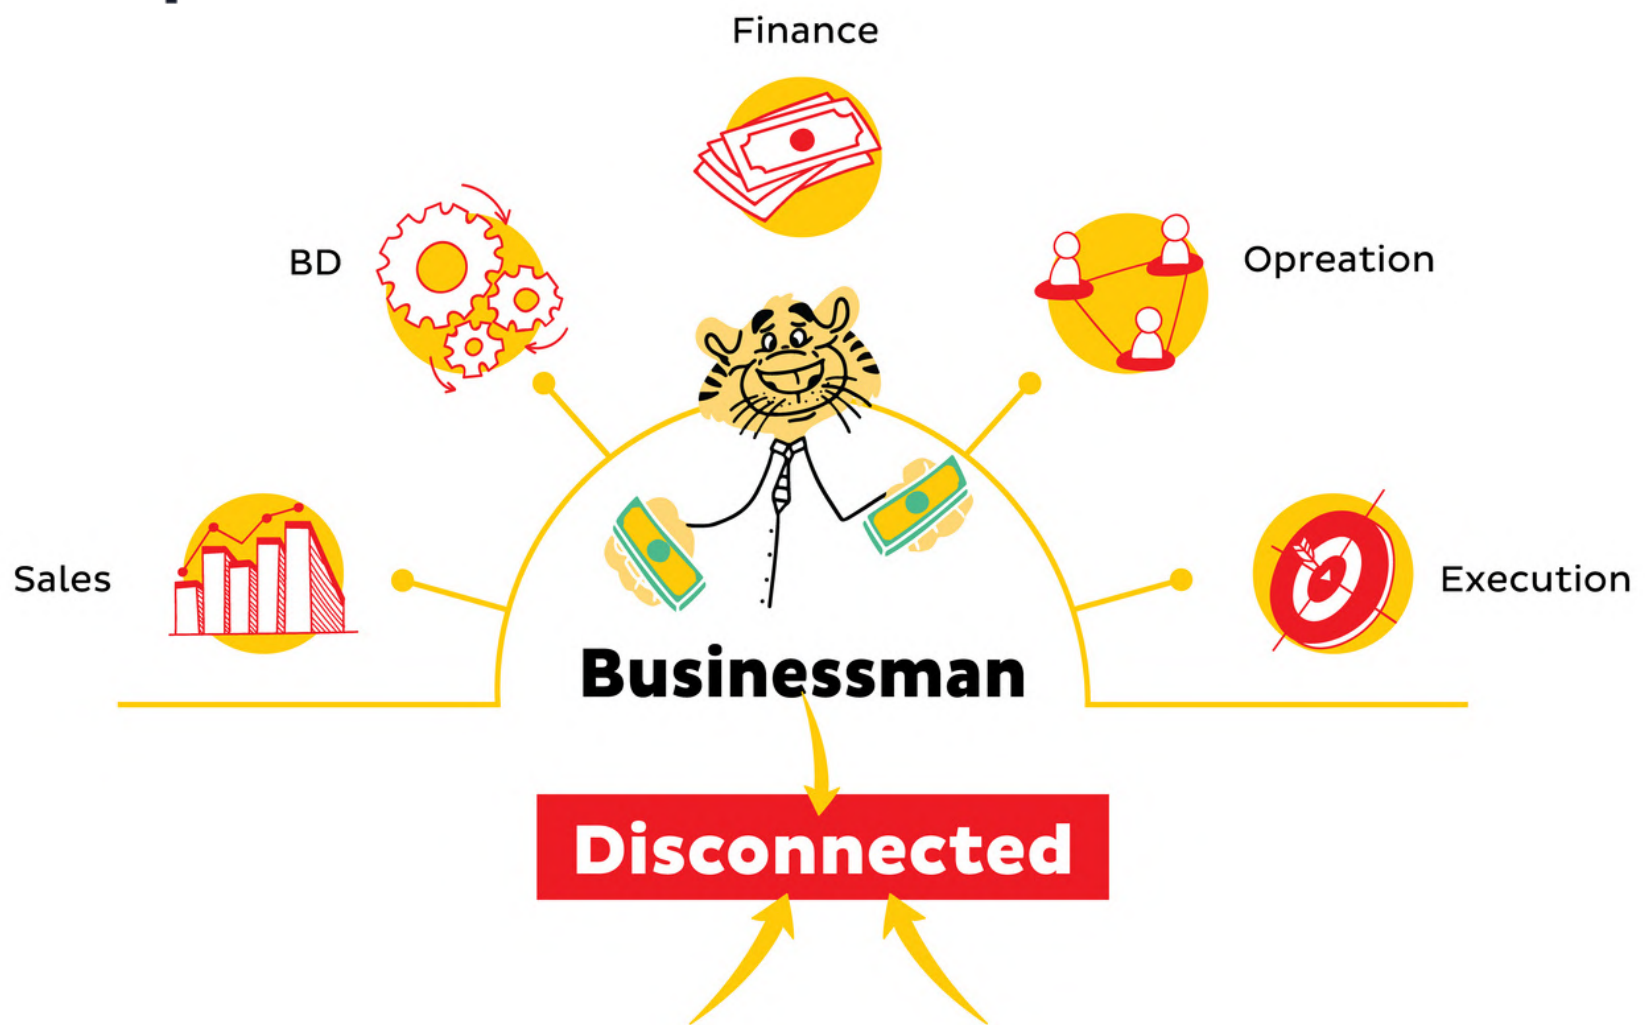 Finance
BD
Opreation
Sales
Execution
Businessman
Disconnected